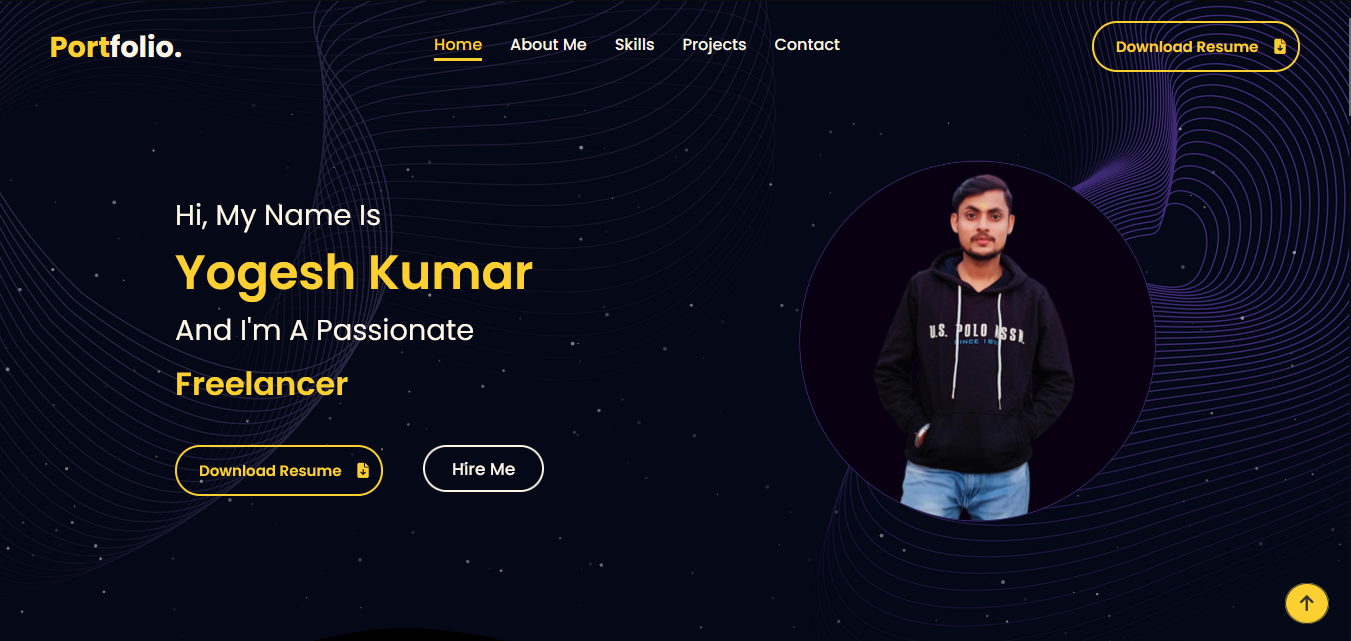 Portfolio.
Home About Me Skills Projects Contact
Download Resume
Hi, My Name Is
Yogesh Kumar
And I'm A Passionate
Freelancer
Download Resume
Hire Me
U.S. POLO ASSN.
SINCE